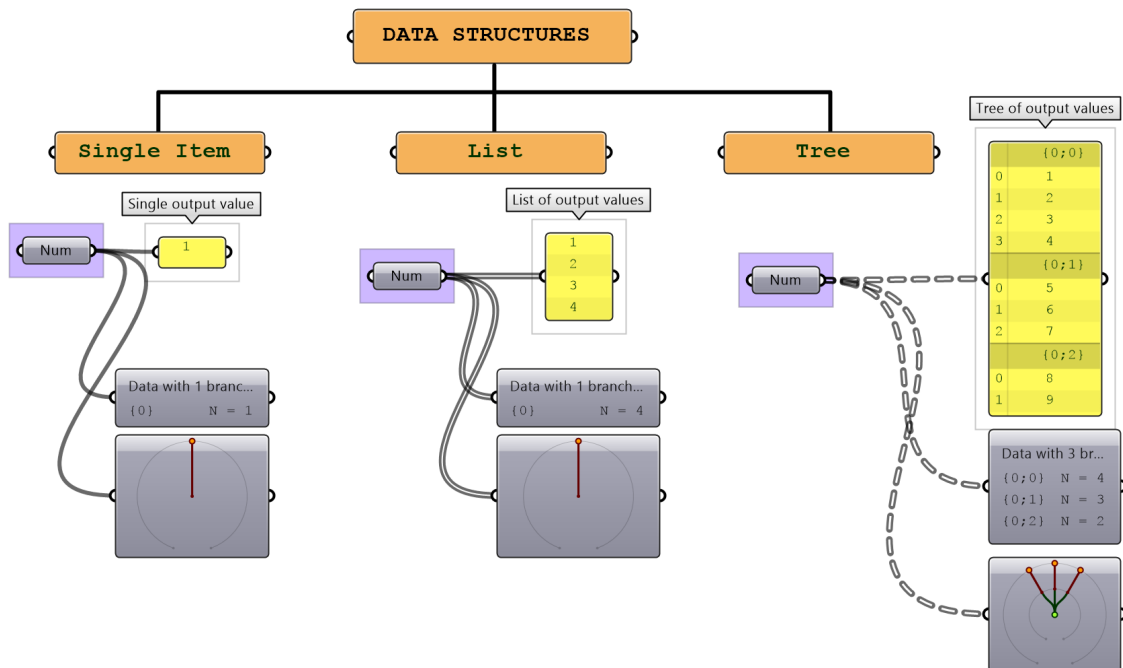 DATA STRUCTURES
Single Item
List
Tree
Single output value
Num
1
Data with 1 branc...
{0} N = 1
List of output values
Num
1
2
3
4
Data with 1 branch...
{0} N = 4
Tree of output values
Num
{0;0}
0 1
1 2
2 3
3 4
{0;1}
0 5
1 6
2 7
{0;2}
0 8
1 9
Data with 3 br...
{0;0} N = 4
{0;1} N = 3
{0;2} N = 2